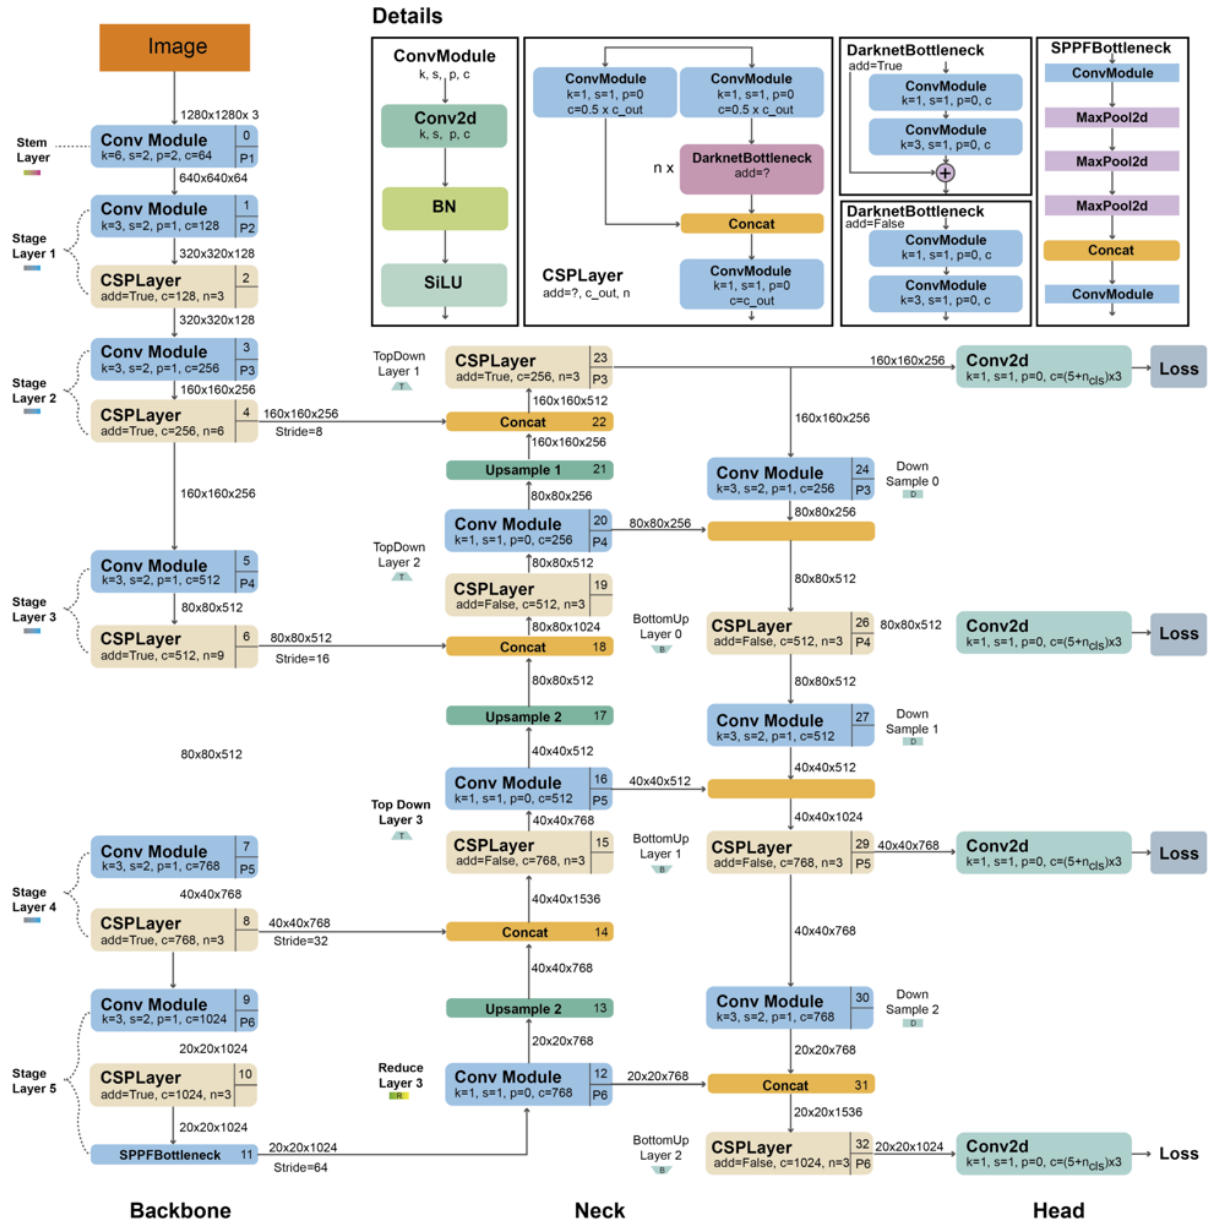 Details
Image
1280x1280x 3
Stem
Layer
Conv Module
k=6, s=2, p=2, c=64
0
P1
640x640x64
Stage
Layer 1
Conv Module
k=3, s=2, p=1, c=128
1
P2
320x320x128
CSPLayer
add=True, c=128, n=3
2
320x320x128
Stage
Layer 2
Conv Module
k=3, s=2, p=1, c=256
3
P3
160x160x256
CSPLayer
add=True, c=256, n=6
4
160x160x256
Stride=8
160x160x256
Stage
Layer 3
Conv Module
k=3, s=2, p=1, c=512
5
P4
80x80x512
CSPLayer
add=True, c=512, n=9
6
80x80x512
Stride=16
80x80x512
Stage
Layer 4
Conv Module
k=3, s=2, p=1, c=768
7
P5
40x40x768
CSPLayer
add=True, c=768, n=3
8
40x40x768
Stride=32
Stage
Layer 5
Conv Module
k=3, s=2, p=1, c=1024
9
P6
20x20x1024
CSPLayer
add=True, c=1024, n=3
10
20x20x1024
SPPFBottleneck
11
20x20x1024
Stride=64
Backbone
ConvModule
k, s, p, c
Conv2d
k, s, p, c
BN
SiLU
ConvModule
k=1, s=1, p=0
c=0.5 x c_out
ConvModule
k=1, s=1, p=0
c=0.5 x c_out
n x
DarknetBottleneck
add=?
Concat
CSPLayer
add=?, c_out, n
ConvModule
k=1, s=1, p=0
c=c_out
DarknetBottleneck
add=True
ConvModule
k=1, s=1, p=0, c
ConvModule
k=3, s=1, p=0, c
+
DarknetBottleneck
add=False
ConvModule
k=1, s=1, p=0, c
ConvModule
k=3, s=1, p=0, c
SPPFBottleneck
ConvModule
MaxPool2d
MaxPool2d
MaxPool2d
Concat
ConvModule
TopDown
Layer 1
T
CSPLayer
add=True, c=256, n=3
23
P3
160x160x512
Concat
22
160x160x256
Upsample 1
21
80x80x256
TopDown
Layer 2
T
Conv Module
k=1, s=1, p=0, c=256
20
P4
80x80x256
80x80x512
CSPLayer
add=False, c=512, n=3
19
80x80x1024
Concat
18
80x80x512
Upsample 2
17
40x40x512
Top Down
Layer 3
T
Conv Module
k=1, s=1, p=0, c=512
16
P5
40x40x512
40x40x768
CSPLayer
add=False, c=768, n=3
15
40x40x1536
Concat
14
40x40x768
Upsample 2
13
20x20x768
Reduce
Layer 3
R
Conv Module
k=1, s=1, p=0, c=768
12
P6
20x20x768
Neck
160x160x256
160x160x256
Conv Module
k=3, s=2, p=1, c=256
24
P3
Down
Sample 0
D
80x80x256
80x80x512
BottomUp
Layer 0
B
CSPLayer
add=False, c=512, n=3
26
P4
80x80x512
80x80x512
Conv Module
k=3, s=2, p=1, c=512
27
Down
Sample 1
D
40x40x512
40x40x1024
BottomUp
Layer 1
B
CSPLayer
add=False, c=768, n=3
29
P5
40x40x768
40x40x768
Conv Module
k=3, s=2, p=1, c=768
30
Down
Sample 2
D
20x20x768
Concat
31
20x20x1536
BottomUp
Layer 2
B
CSPLayer
add=False, c=1024, n=3
32
P6
20x20x1024
Conv2d
k=1, s=1, p=0, c=(5+ncls)x3
Loss
Conv2d
k=1, s=1, p=0, c=(5+ncls)x3
Loss
Conv2d
k=1, s=1, p=0, c=(5+ncls)x3
Loss
Conv2d
k=1, s=1, p=0, c=(5+ncls)x3
Loss
Head